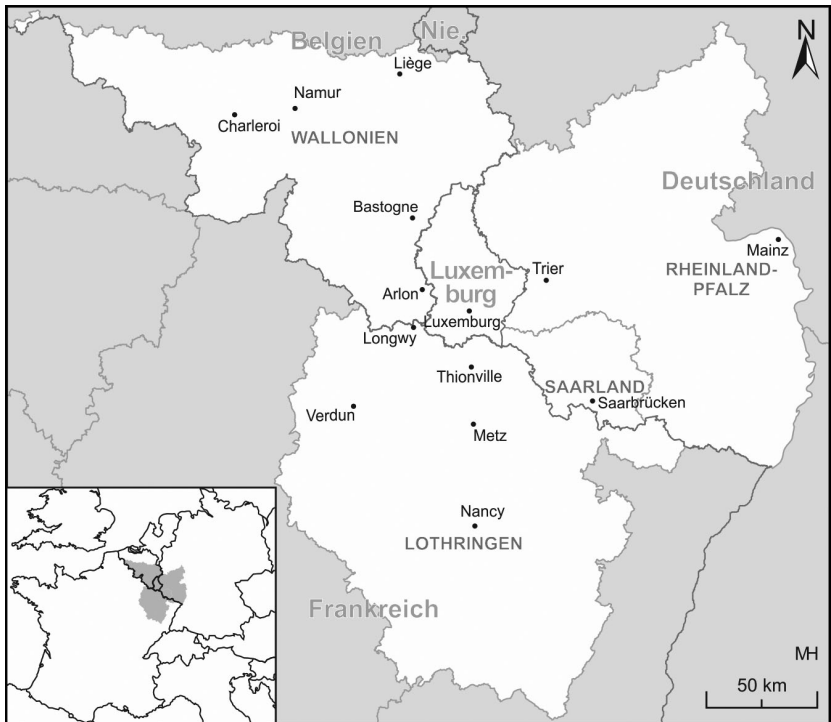 Belgien
Nie.
N
Liège
Namur
Charleroi
WALLONIEN
Deutschland
Bastogne
Mainz
Luxem-
burg
Trier
RHEINLAND-
PFALZ
Arlon
Luxemburg
Longwy
Thionville
SAARLAND
Saarbrücken
Verdun
Metz
Nancy
LOTHRINGEN
Frankreich
MH
50 km